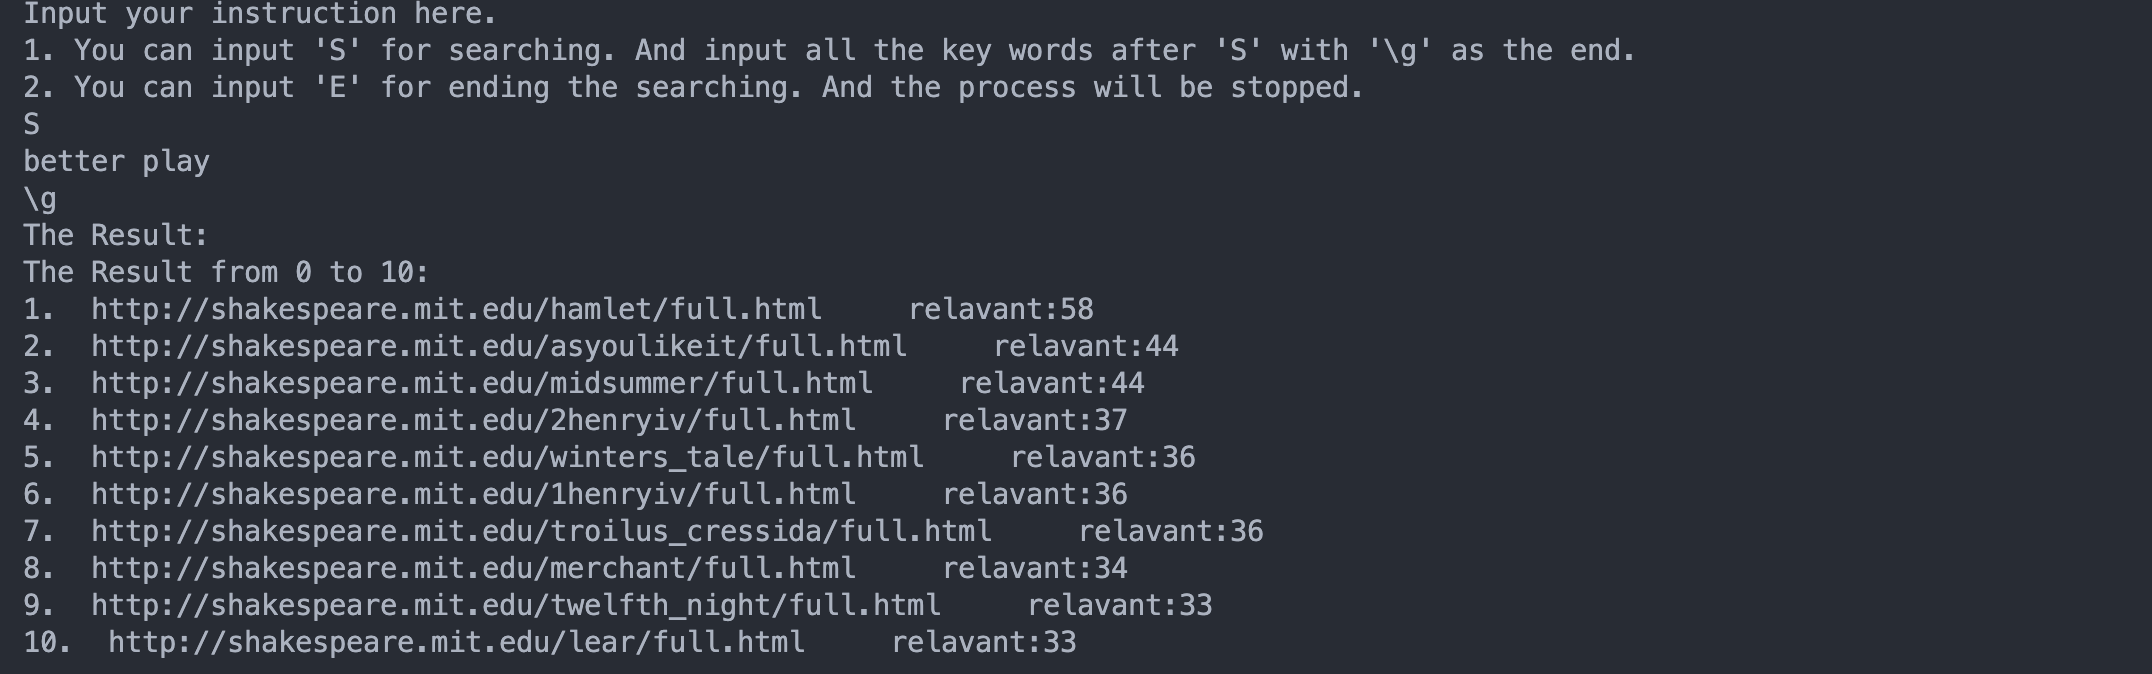 Input your instruction here.
1. You can input 'S' for searching. And input all the key words after 'S' with '\g' as the end.
2. You can input 'E' for ending the searching. And the process will be stopped.
S
better play
\g
The Result:
The Result from 0 to 10:
1.  http://shakespeare.mit.edu/hamlet/full.html     relavant:58
2.  http://shakespeare.mit.edu/asyoulikeit/full.html     relavant:44
3.  http://shakespeare.mit.edu/midsummer/full.html     relavant:44
4.  http://shakespeare.mit.edu/2henryiv/full.html     relavant:37
5.  http://shakespeare.mit.edu/winters_tale/full.html     relavant:36
6.  http://shakespeare.mit.edu/1henryiv/full.html     relavant:36
7.  http://shakespeare.mit.edu/troilus_cressida/full.html     relavant:36
8.  http://shakespeare.mit.edu/merchant/full.html     relavant:34
9.  http://shakespeare.mit.edu/twelfth_night/full.html     relavant:33
10.  http://shakespeare.mit.edu/lear/full.html     relavant:33